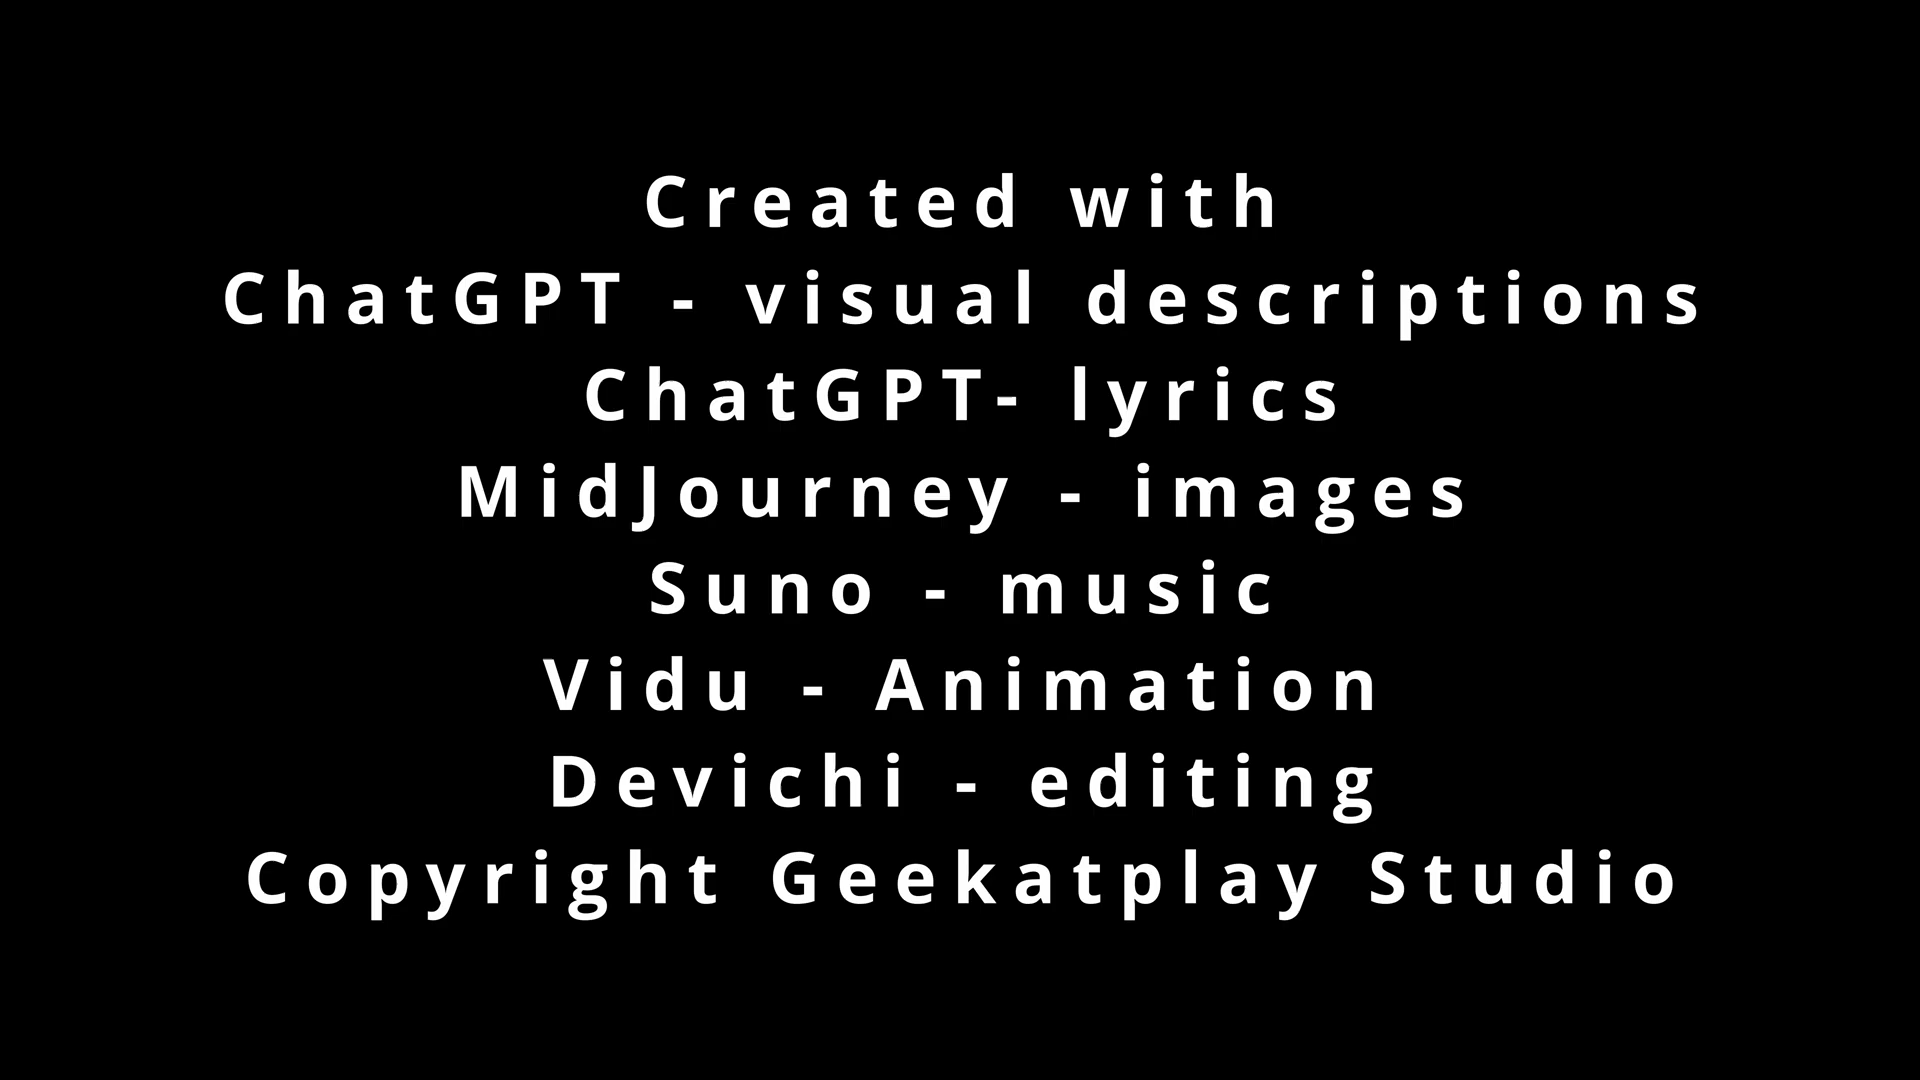 Created with
ChatGPT - visual descriptions
ChatGPT- lyrics
MidJourney - images
Suno - music
Vidu - Animation
Devichi - editing
Copyright Geekatplay Studio